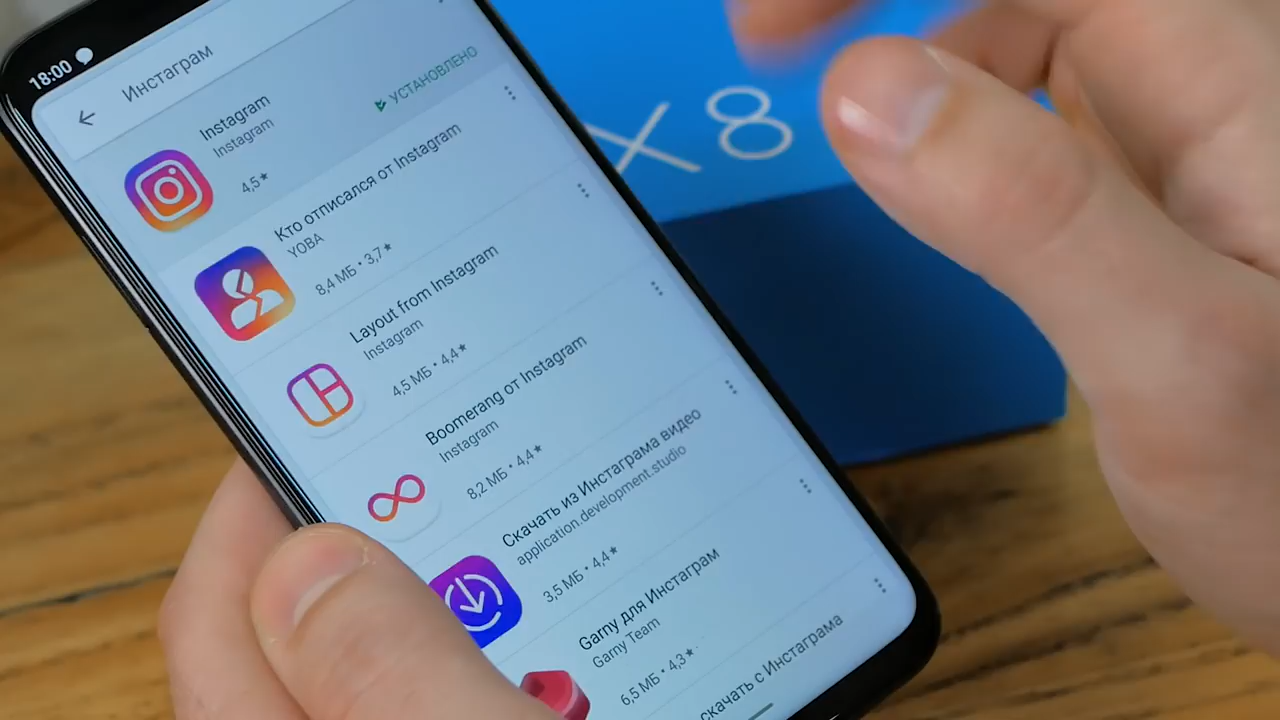 18:00
Инстаграм
Instagram
Instagram
4,5★
УСТАНОВЛЕНО
Кто отписался от Instagram
YOBA
8,4 МБ • 3,7★
Layout from Instagram
Instagram
4,5 МБ • 4,4★
Boomerang от Instagram
Instagram
8,2 МБ • 4,4★
Скачать из Инстаграма видео
application.development.studio
3,5 МБ • 4,4★
Garny для Инстаграм
Garny Team
6,5 МБ • 4,3★
скачать с Инстаграма
X8